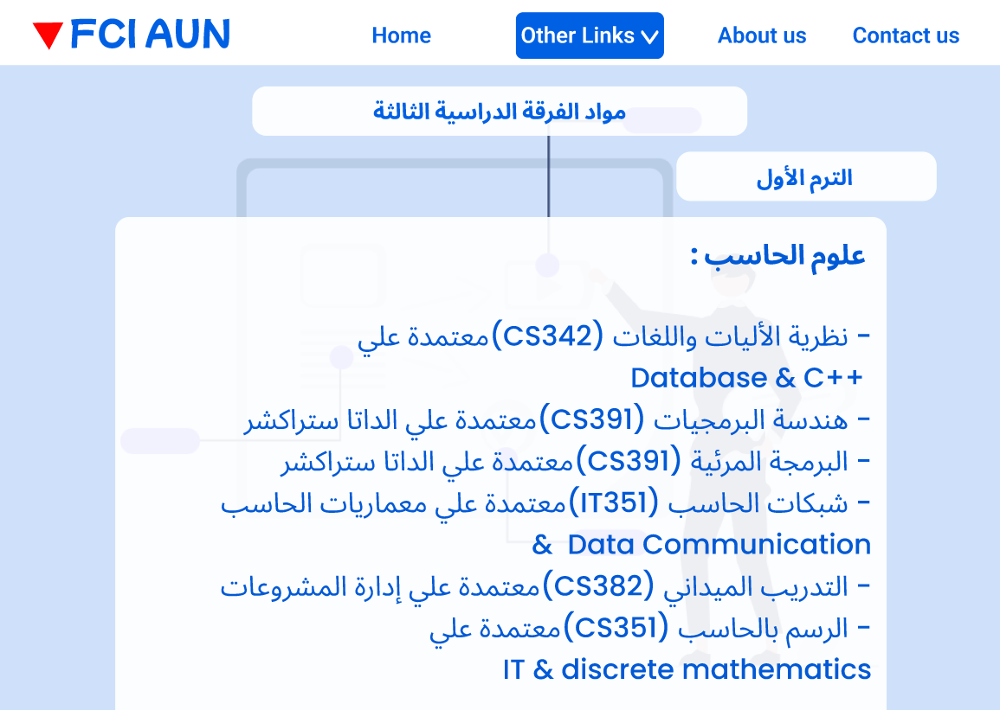 FCI AUN
Home
Other Links
About us
Contact us
مواد الفرقة الدراسية الثالثة
الترم الأول
علوم الحاسب :
- نظرية الأليات واللغات (CS342)معتمدة علي
Database & C++
- هندسة البرمجيات (CS391)معتمدة علي الداتا ستراكشر
- البرمجة المرئية (CS391)معتمدة علي الداتا ستراكشر
- شبكات الحاسب (IT351)معتمدة علي معماريات الحاسب
& Data Communication
- التدريب الميداني (CS382)معتمدة علي إدارة المشروعات
- الرسم بالحاسب (CS351)معتمدة علي
IT & discrete mathematics